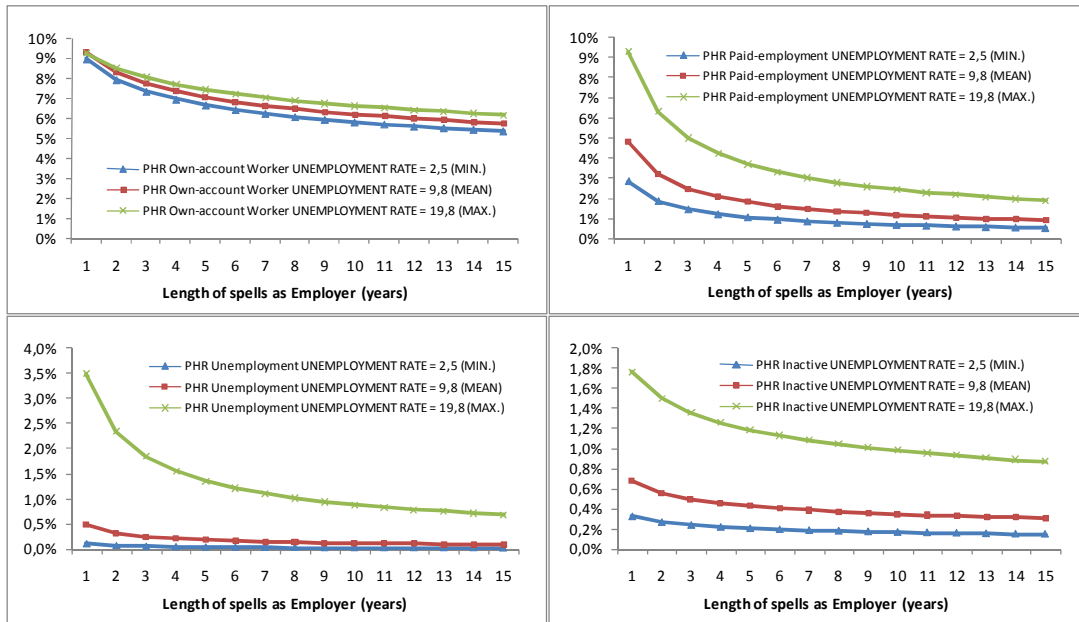 10%
9%
8%
7%
6%
5%
4%
3%
2%
1%
0%
PHR Own-account Worker UNEMPLOYMENT RATE = 2,5 (MIN.)
PHR Own-account Worker UNEMPLOYMENT RATE = 9,8 (MEAN)
PHR Own-account Worker UNEMPLOYMENT RATE = 19,8 (MAX.)
1 2 3 4 5 6 7 8 9 10 11 12 13 14 15
Length of spells as Employer (years)
10%
9%
8%
7%
6%
5%
4%
3%
2%
1%
0%
PHR Paid-employment UNEMPLOYMENT RATE = 2,5 (MIN.)
PHR Paid-employment UNEMPLOYMENT RATE = 9,8 (MEAN)
PHR Paid-employment UNEMPLOYMENT RATE = 19,8 (MAX.)
1 2 3 4 5 6 7 8 9 10 11 12 13 14 15
Length of spells as Employer (years)
4,0%
3,5%
3,0%
2,5%
2,0%
1,5%
1,0%
0,5%
0,0%
PHR Unemployment UNEMPLOYMENT RATE = 2,5 (MIN.)
PHR Unemployment UNEMPLOYMENT RATE = 9,8 (MEAN)
PHR Unemployment UNEMPLOYMENT RATE = 19,8 (MAX.)
1 2 3 4 5 6 7 8 9 10 11 12 13 14 15
Length of spells as Employer (years)
2,0%
1,8%
1,6%
1,4%
1,2%
1,0%
0,8%
0,6%
0,4%
0,2%
0,0%
PHR Inactive UNEMPLOYMENT RATE = 2,5 (MIN.)
PHR Inactive UNEMPLOYMENT RATE = 9,8 (MEAN)
PHR Inactive UNEMPLOYMENT RATE = 19,8 (MAX.)
1 2 3 4 5 6 7 8 9 10 11 12 13 14 15
Length of spells as Employer (years)